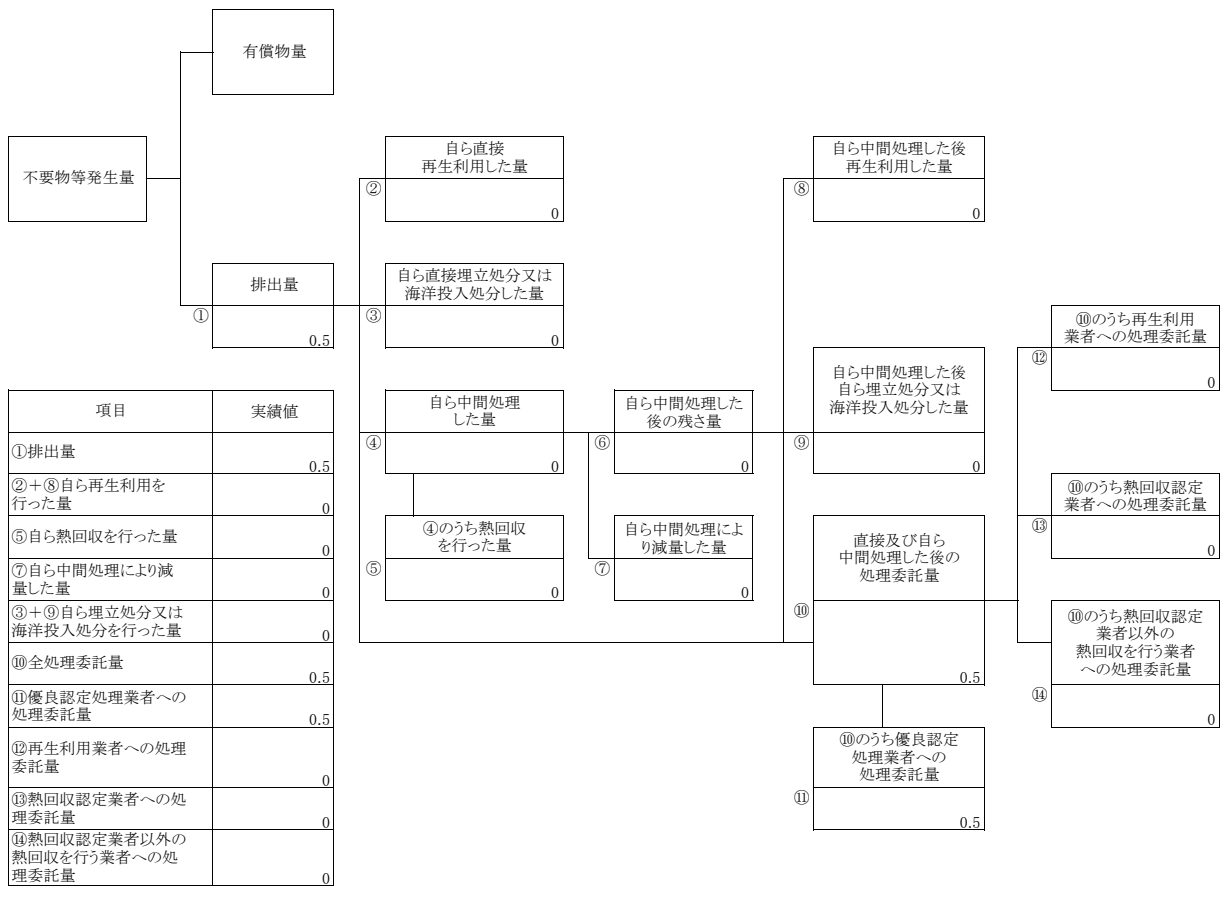 有償物量
不要物等発生量
排出量
①
0.5
自ら直接
再生利用した量
②
0
自ら直接埋立処分又は
海洋投入処分した量
③
0
自ら中間処理
した量
④
0
④のうち熱回収
を行った量
⑤
0
自ら中間処理した
後の残さ量
⑥
0
自ら中間処理によ
り減量した量
⑦
0
自ら中間処理した後
再生利用した量
⑧
0
自ら中間処理した後
自ら埋立処分又は
海洋投入処分した量
⑨
0
直接及び自ら
中間処理した後の
処理委託量
⑩
0.5
⑩のうち優良認定
処理業者への
処理委託量
⑪
0.5
⑩のうち再生利用
業者への処理委託量
⑫
0
⑩のうち熱回収認定
業者への処理委託量
⑬
0
⑩のうち熱回収認定
業者以外の
熱回収を行う業者
への処理委託量
⑭
0
項目 実績値
①排出量
0.5
②＋⑧自ら再生利用を
行った量
0
⑤自ら熱回収を行った量
0
⑦自ら中間処理により減
量した量
0
③＋⑨自ら埋立処分又は
海洋投入処分を行った量
0
⑩全処理委託量
0.5
⑪優良認定処理業者への
処理委託量
0.5
⑫再生利用業者への処理
委託量
0
⑬熱回収認定業者への処
理委託量
0
⑭熱回収認定業者以外の
熱回収を行う業者への処
理委託量
0